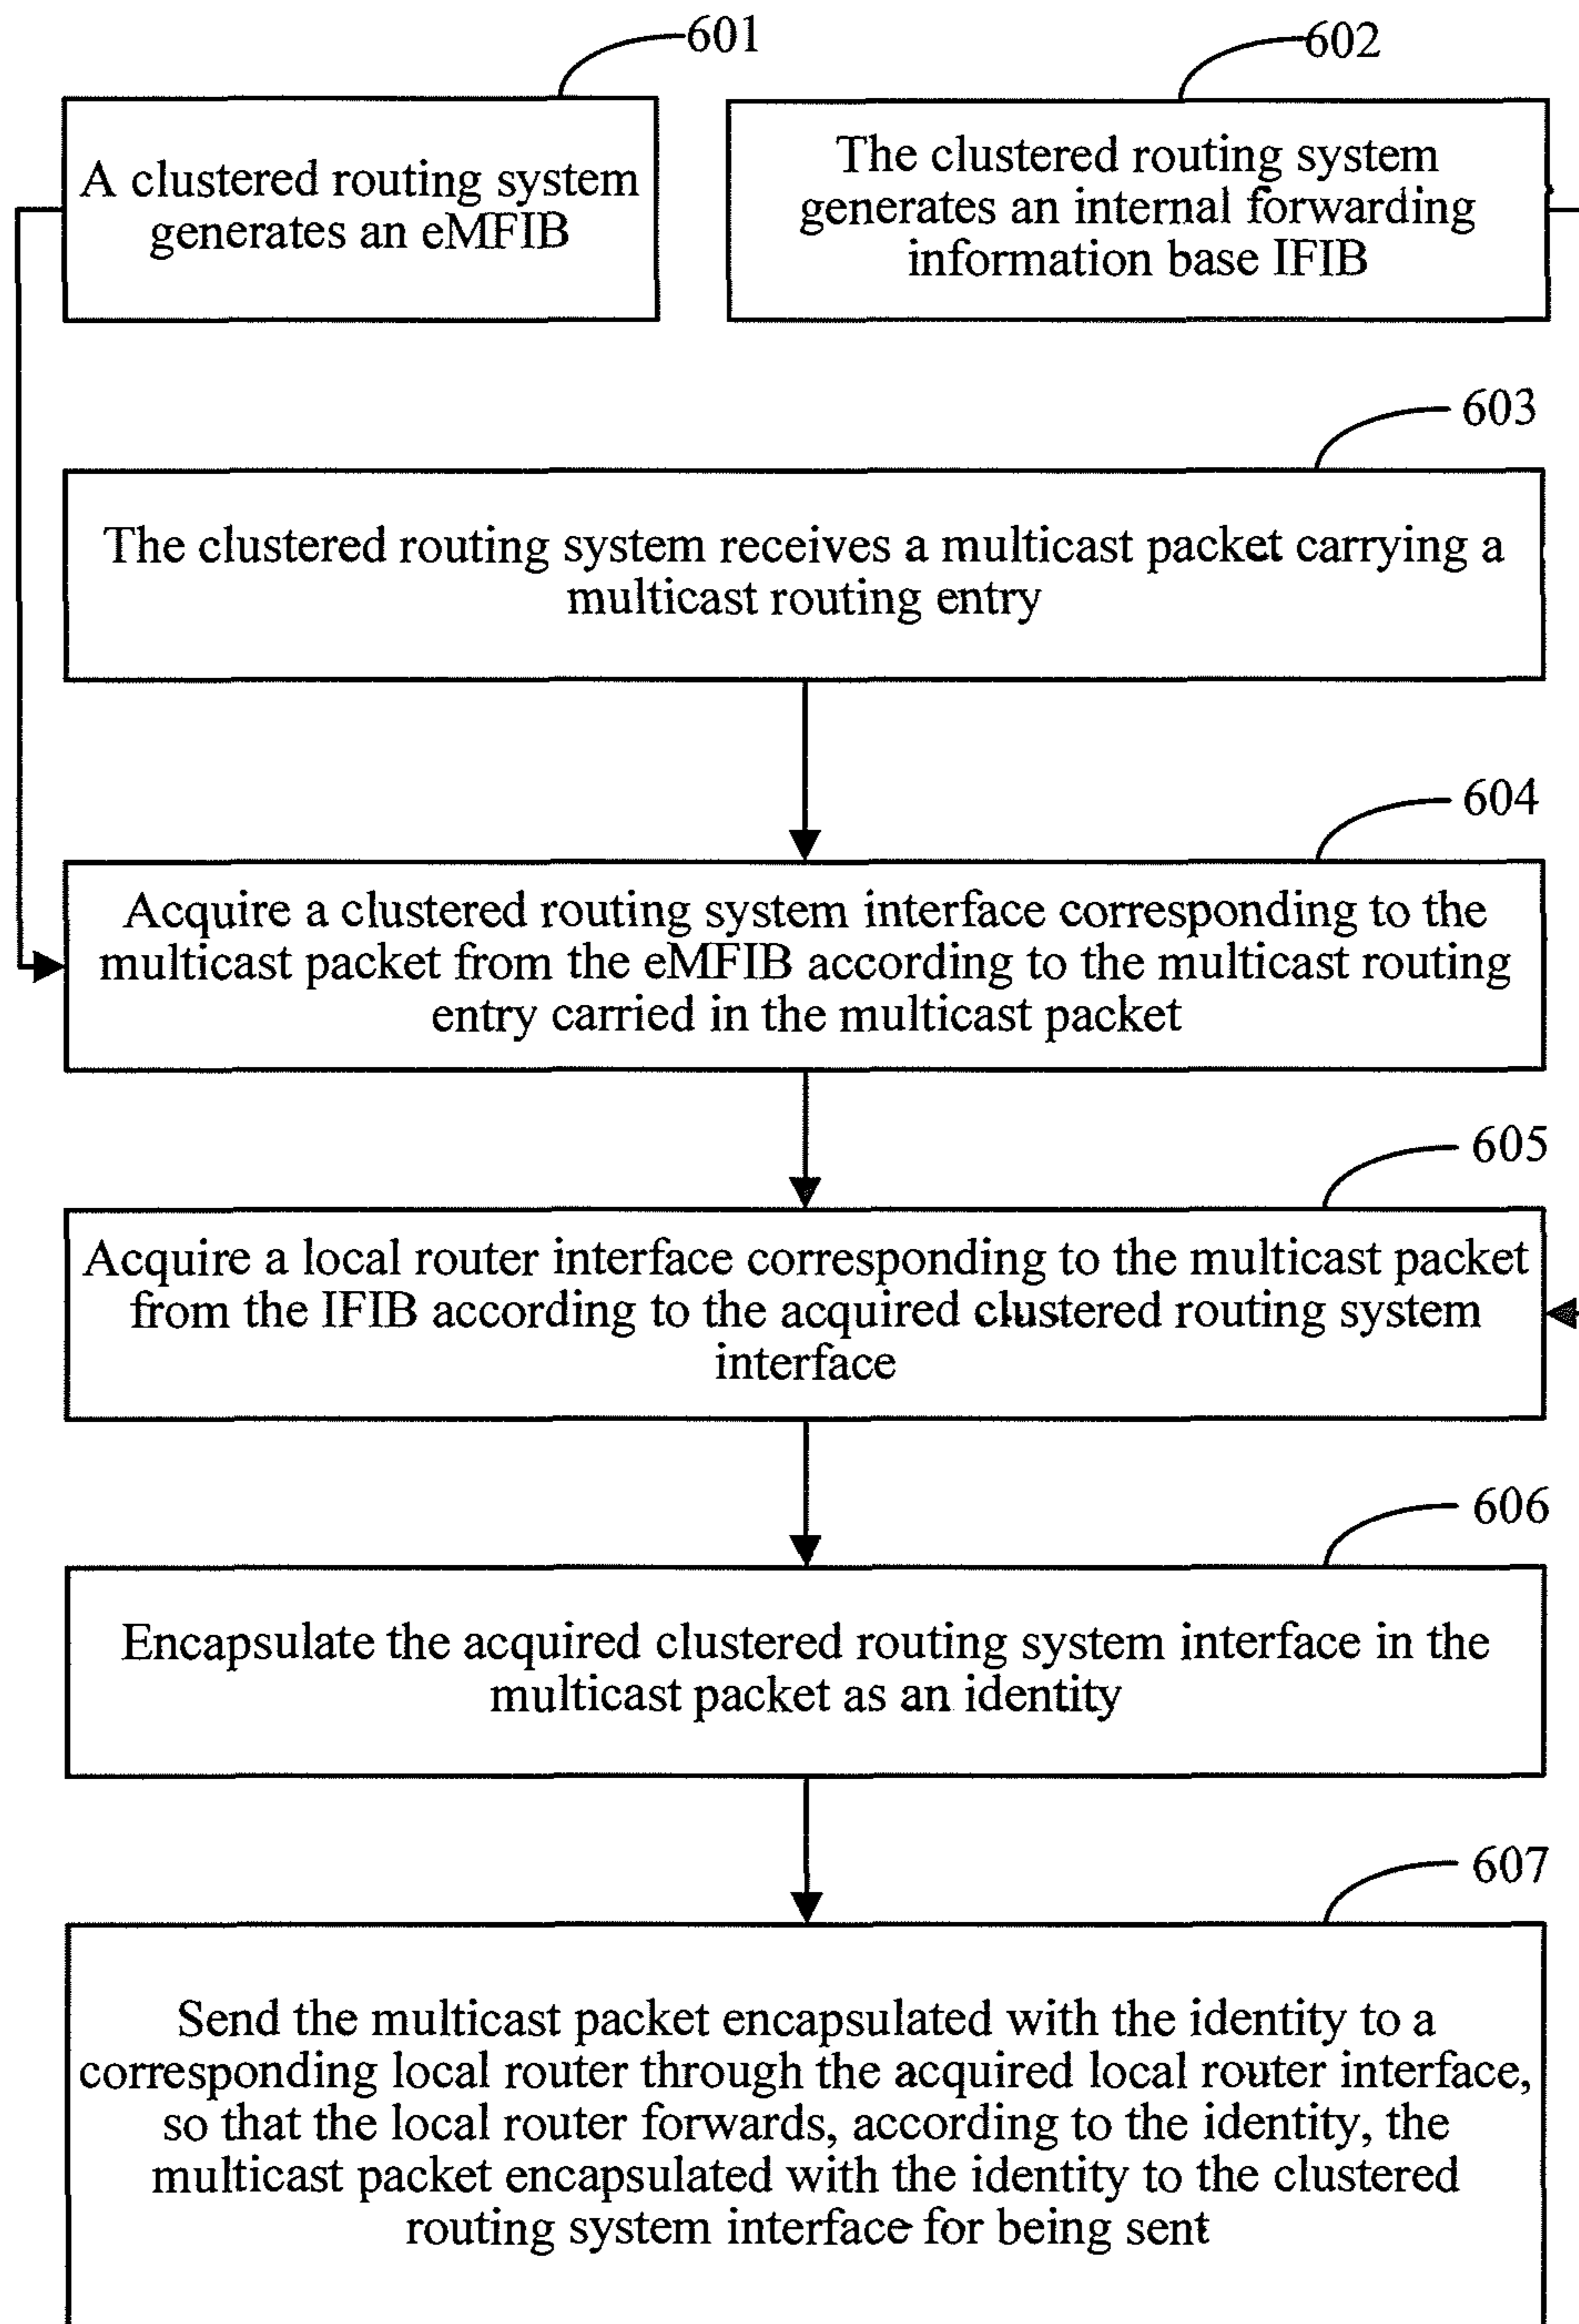 601
A clustered routing system
generates an eMFIB
602
The clustered routing system
generates an internal forwarding
information base IFIB
603
The clustered routing system receives a multicast packet carrying a
multicast routing entry
604
Acquire a clustered routing system interface corresponding to the
multicast packet from the eMFIB according to the multicast routing
entry carried in the multicast packet
605
Acquire a local router interface corresponding to the multicast packet
from the IFIB according to the acquired clustered routing system
interface
606
Encapsulate the acquired clustered routing system interface in the
multicast packet as an identity
607
Send the multicast packet encapsulated with the identity to a
corresponding local router through the acquired local router interface,
so that the local router forwards, according to the identity, the
multicast packet encapsulated with the identity to the clustered
routing system interface for being sent